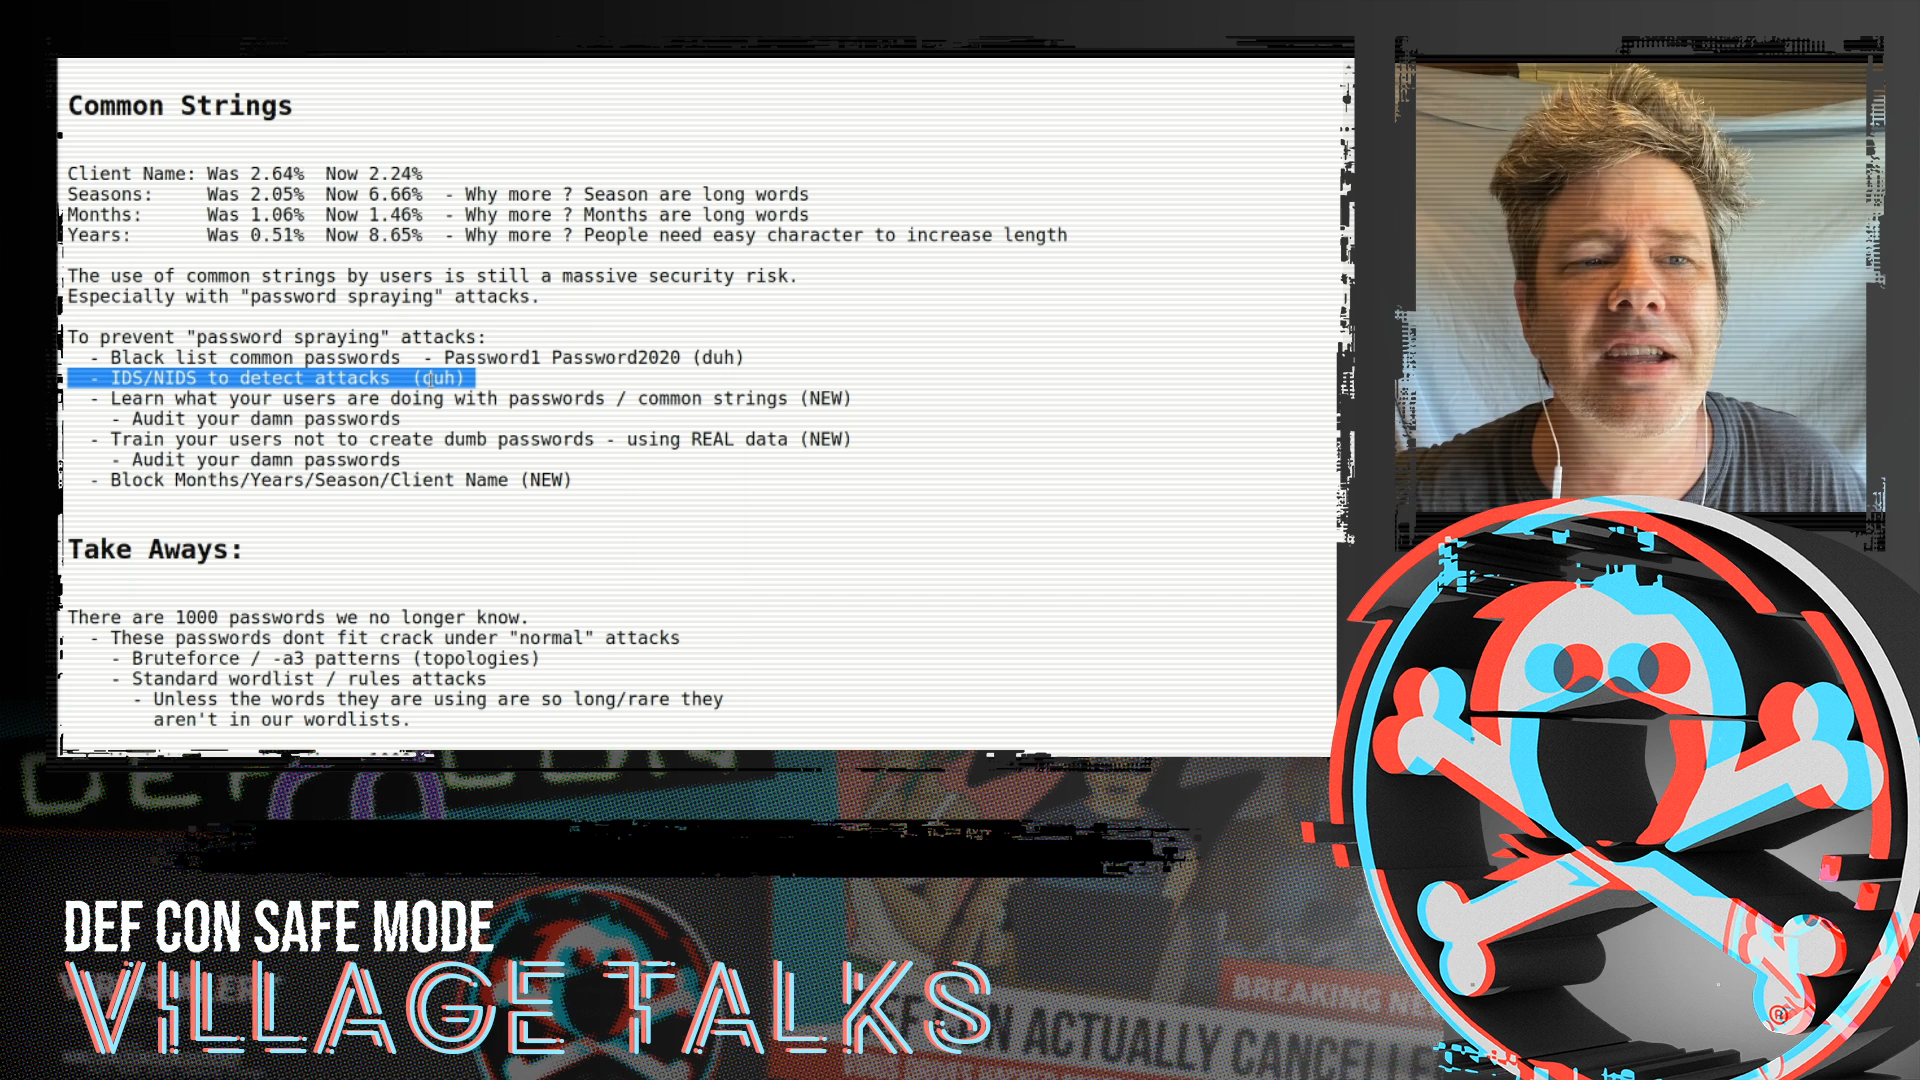 Common Strings
Client Name: Was 2.64%  Now 2.24%
Seasons:     Was 2.05%  Now 6.66%  - Why more ? Season are long words
Months:      Was 1.06%  Now 1.46%  - Why more ? Months are long words
Years:       Was 0.51%  Now 8.65%  - Why more ? People need easy character to increase length
The use of common strings by users is still a massive security risk.
Especially with "password spraying" attacks.
To prevent "password spraying" attacks:
- Black list common passwords  - Password1 Password2020 (duh)
- IDS/NIDS to detect attacks  (duh)
- Learn what your users are doing with passwords / common strings (NEW)
- Audit your damn passwords
- Train your users not to create dumb passwords - using REAL data (NEW)
- Audit your damn passwords
- Block Months/Years/Season/Client Name (NEW)
Take Aways:
There are 1000 passwords we no longer know.
- These passwords dont fit crack under "normal" attacks
- Bruteforce / -a3 patterns (topologies)
- Standard wordlist / rules attacks
- Unless the words they are using are so long/rare they
aren't in our wordlists.
DEF CON
DEF CON SAFE MODE
VILLAGE TALKS
BREAKING
CON ACTUALLY
®